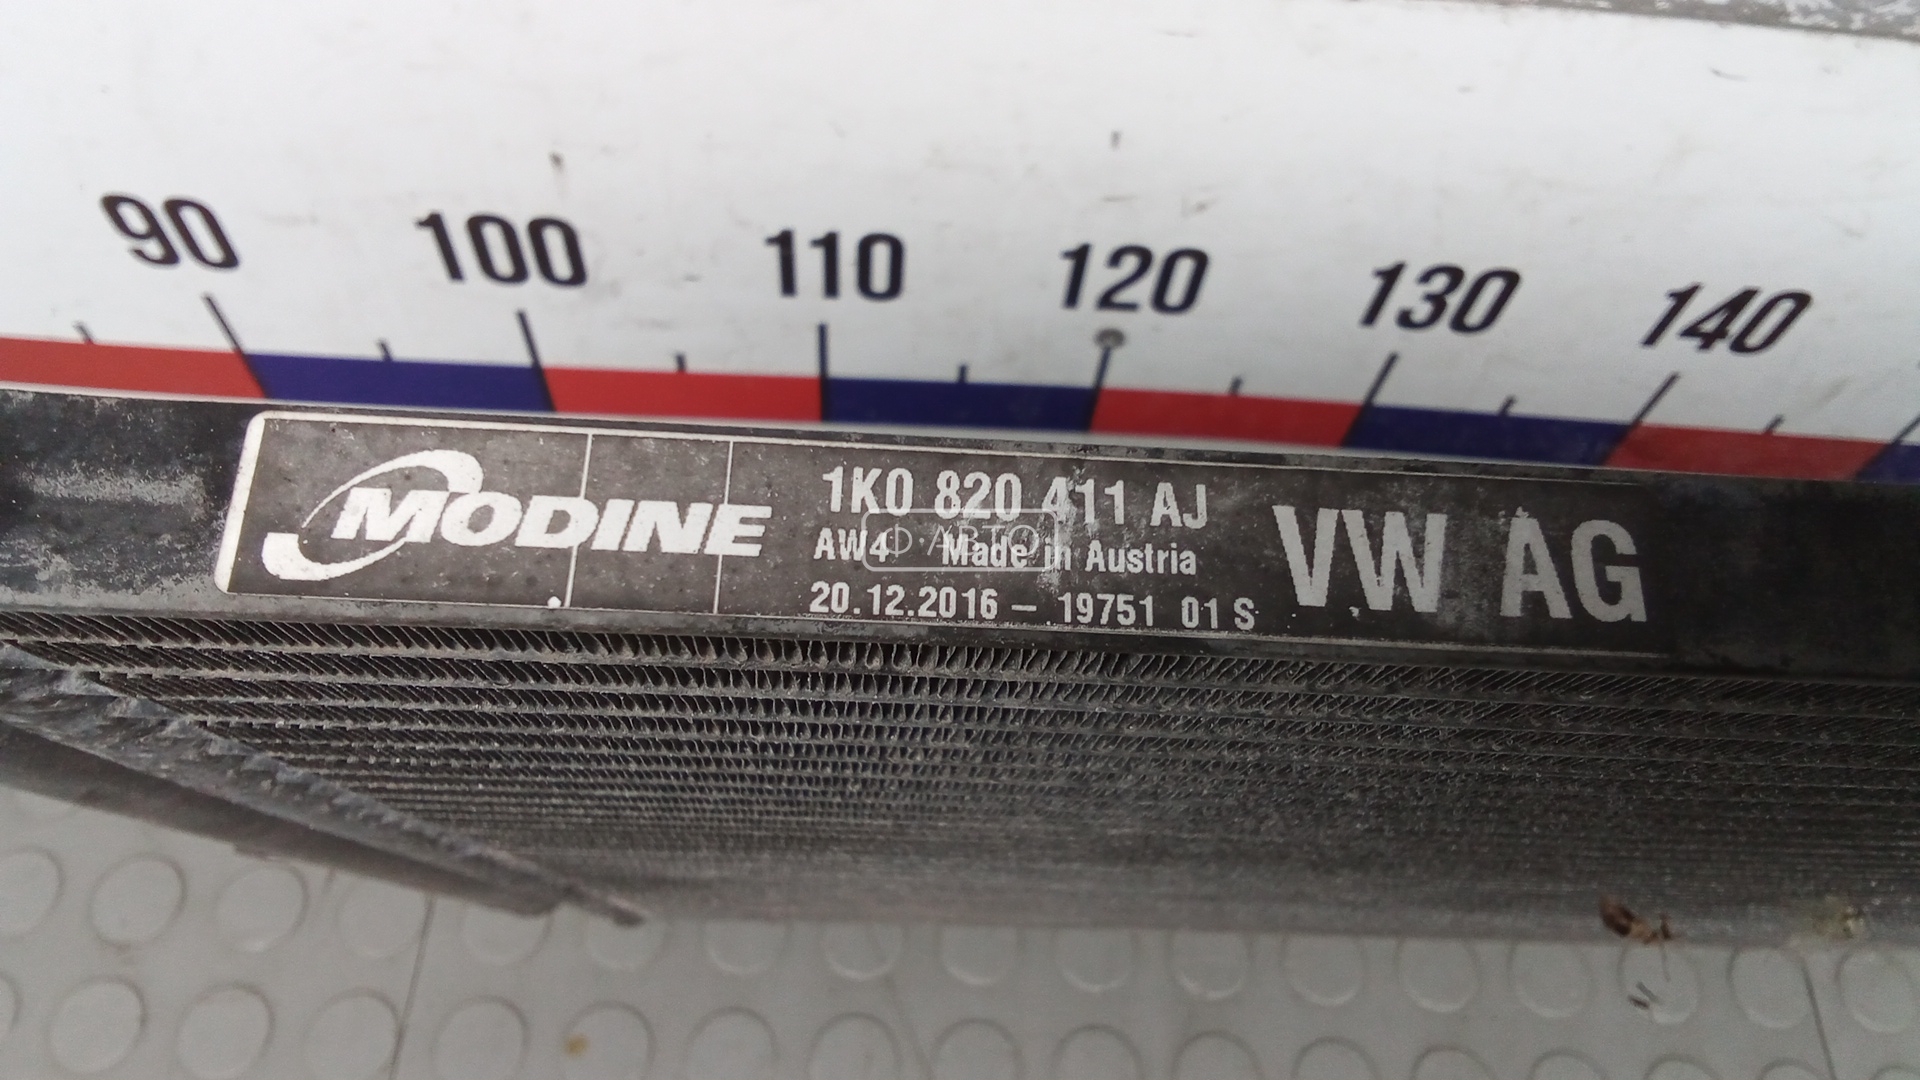 90 100 110 120 130 140
MODINE
1K0 820 411 AJ
AW4 Made in Austria
20.12.2016 – 19751 01 S
VW AG
Ф·АВТО